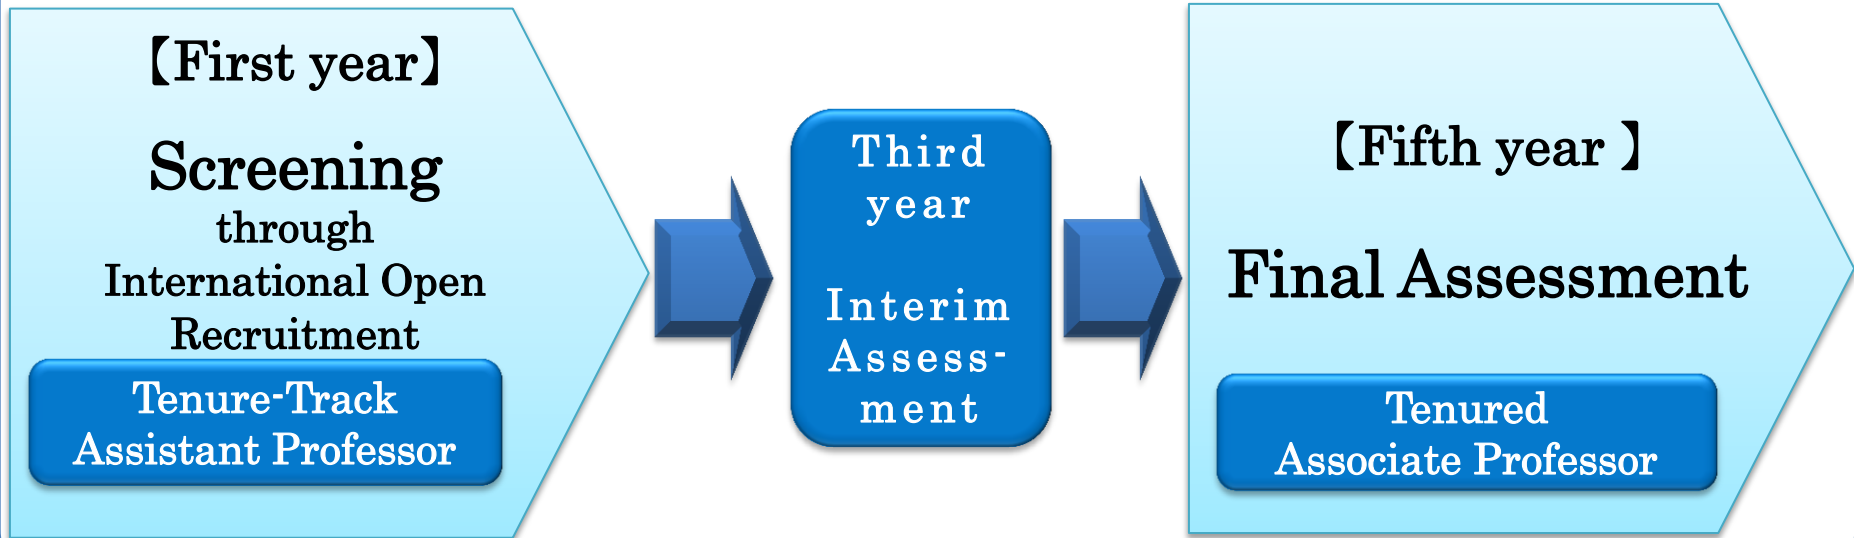 【First year】
Screening
through
International Open
Recruitment
Tenure-Track
Assistant Professor
Third
year
Interim
Assess-
ment
【Fifth year 】
Final Assessment
Tenured
Associate Professor